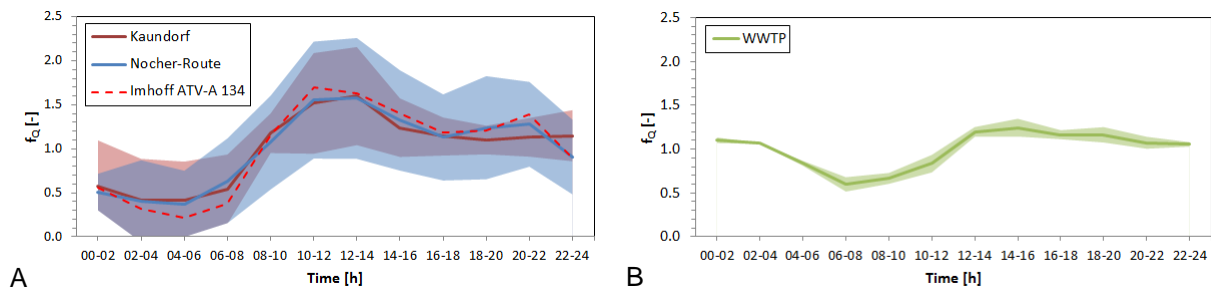 2.5
2.0
1.5
1.0
0.5
0.0
fQ [-]
Kaundorf
Nocher-Route
Imhoff ATV-A 134
00-02 02-04 04-06 06-08 08-10 10-12 12-14 14-16 16-18 18-20 20-22 22-24
Time [h]
A
2.5
2.0
1.5
1.0
0.5
0.0
fQ [-]
WWTP
00-02 02-04 04-06 06-08 08-10 10-12 12-14 14-16 16-18 18-20 20-22 22-24
Time [h]
B